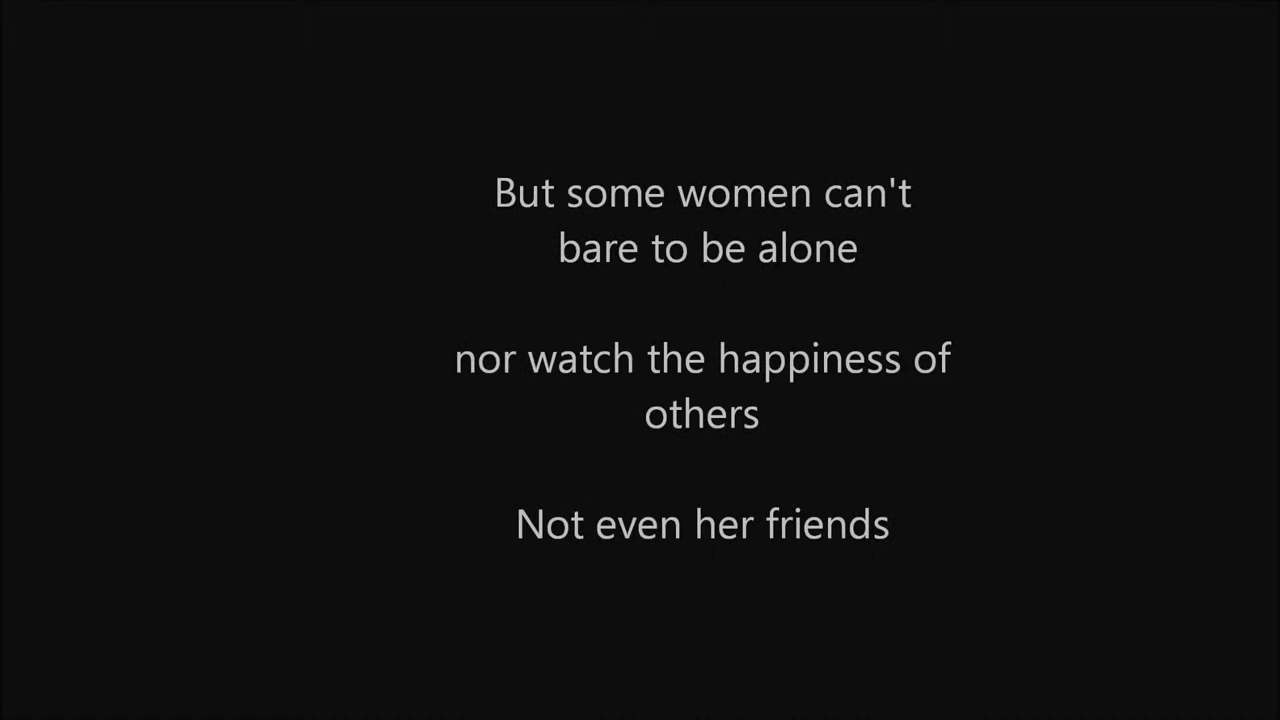 But some women can't
bare to be alone
nor watch the happiness of
others
Not even her friends